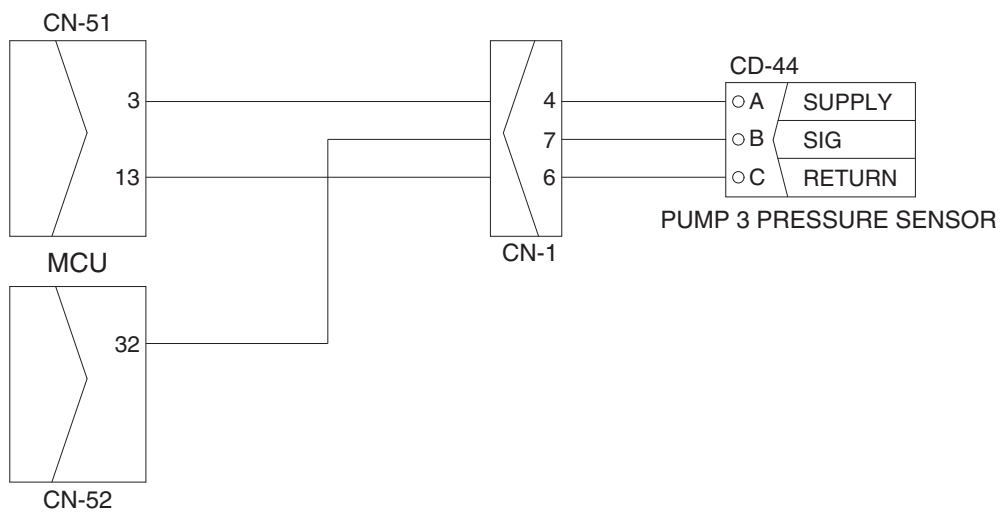 CN-51
CD-44
3
4
A
SUPPLY
7
B
SIG
13
6
C
RETURN
PUMP 3 PRESSURE SENSOR
CN-1
MCU
32
CN-52